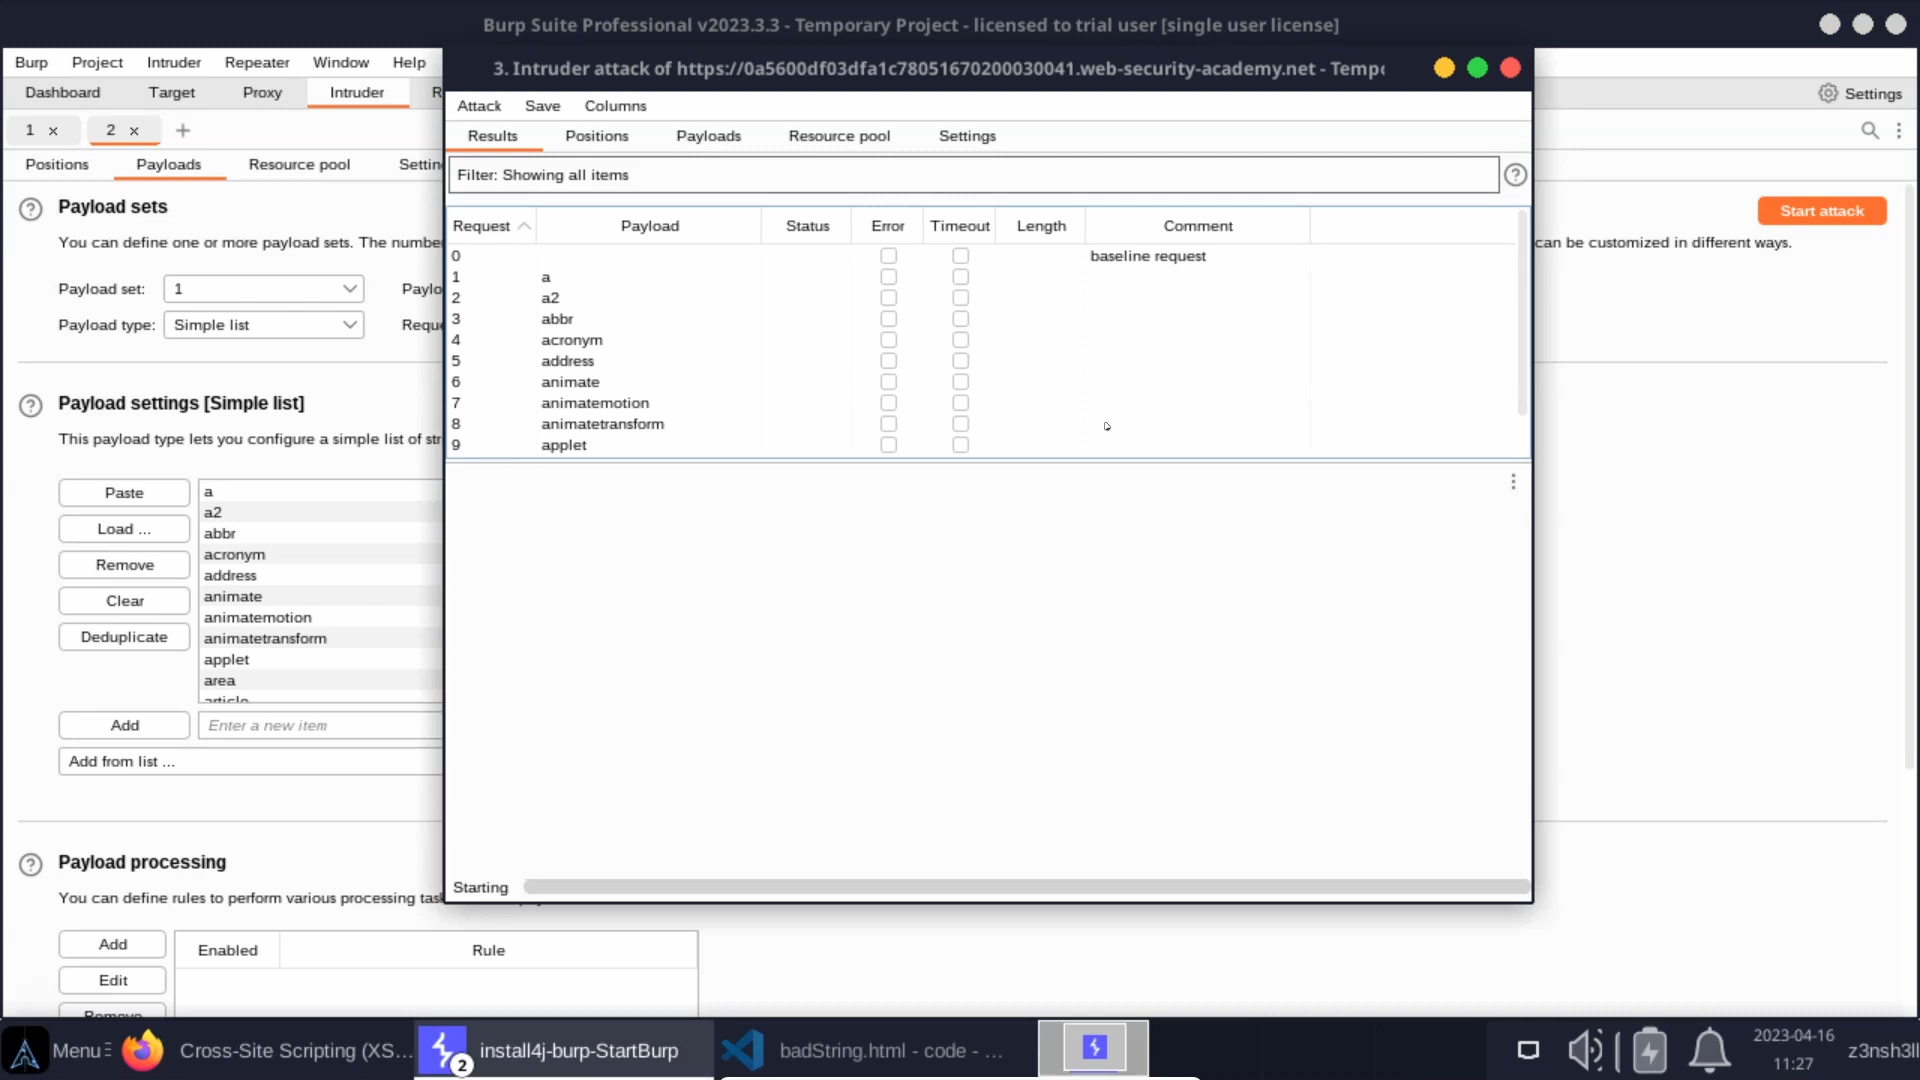 Burp Suite Professional v2023.3.3 - Temporary Project - licensed to trial user [single user license]
Burp Project Intruder Repeater Window Help
3. Intruder attack of https://0a5600df03dfa1c78051670200030041.web-security-academy.net - Temp
Dashboard Target Proxy Intruder R
Settings
Attack Save Columns
1 × 2 × +
Results Positions Payloads Resource pool Settings
Positions Payloads Resource pool Settin
Filter: Showing all items
Payload sets
Start attack
You can define one or more payload sets. The number
can be customized in different ways.
Payload set: 1 Paylo
Payload type: Simple list Reque
Request Payload Status Error Timeout Length Comment
0 baseline request
1 a
2 a2
3 abbr
4 acronym
5 address
6 animate
7 animatemotion
8 animatetransform
9 applet
Payload settings [Simple list]
This payload type lets you configure a simple list of str
Paste
Load ...
Remove
Clear
Deduplicate
a
a2
abbr
acronym
address
animate
animatemotion
animatetransform
applet
area
article
Add Enter a new item
Add from list ...
Payload processing
Starting
You can define rules to perform various processing task
Add
Edit
Remove
Enabled Rule
Menu
Cross-Site Scripting (XS...
2
install4j-burp-StartBurp
badString.html - code - ...
2023-04-16
11:27
z3nsh3ll